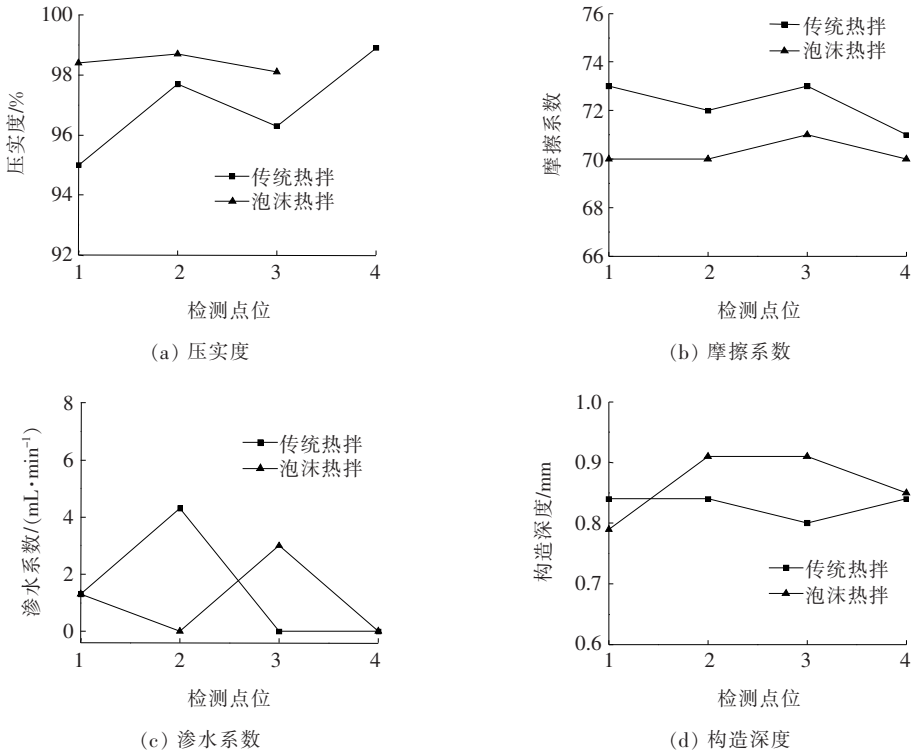 100
98
96
94
92
压实度/%
传统热拌
泡沫热拌
1 2 3 4
检测点位
(a) 压实度
76
74
72
70
68
66
摩擦系数
传统热拌
泡沫热拌
1 2 3 4
检测点位
(b) 摩擦系数
8
6
4
2
0
渗水系数/(mL·min⁻¹)
传统热拌
泡沫热拌
1 2 3 4
检测点位
(c) 渗水系数
1.0
0.9
0.8
0.7
0.6
构造深度/mm
传统热拌
泡沫热拌
1 2 3 4
检测点位
(d) 构造深度